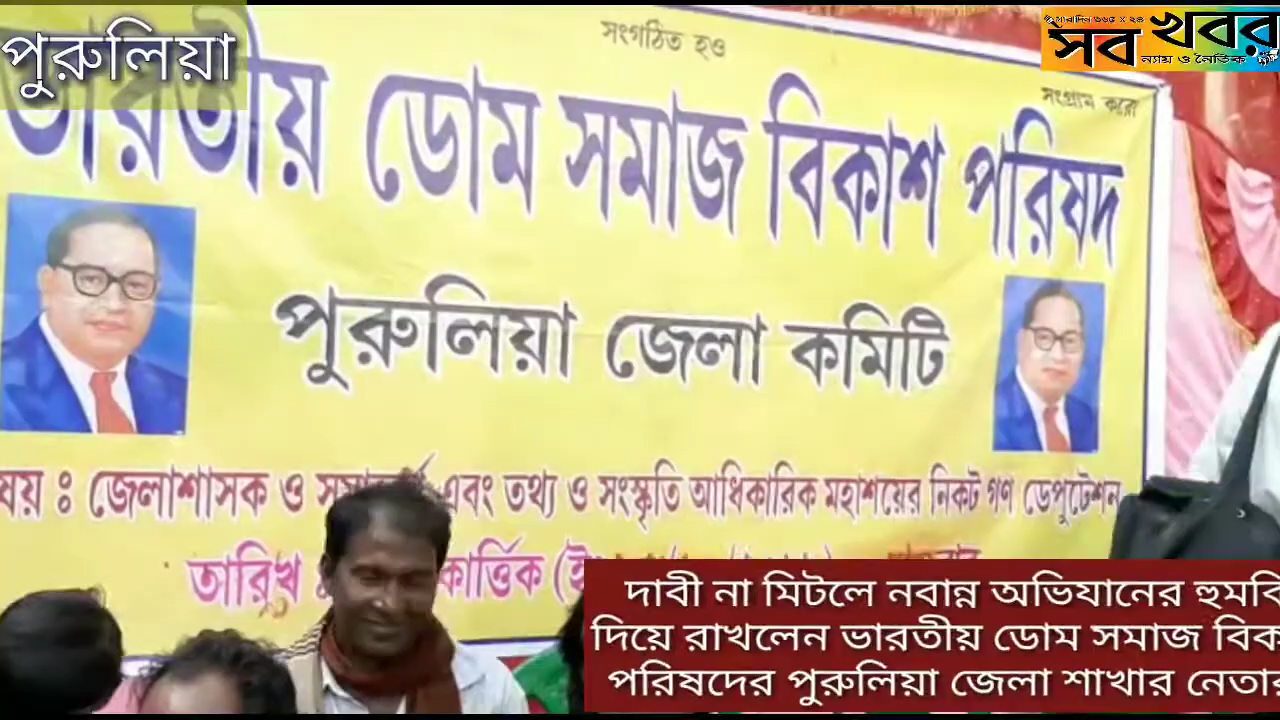 পুরুলিয়া
সংগঠিত হও
সব খবর
ন্যায় ও নৈতিক
সংগ্রাম করো
ভারতীয় ডোম সমাজ বিকাশ পরিষদ
পুরুলিয়া জেলা কমিটি
জেলাশাসক ও এবং তথ্য ও সংস্কৃতি আধিকারিক মহাশয়ের নিকট গণ ডেপুটেশন
তারিখ ঃ কার্ত্তিক
দাবী না মিটলে নবান্ন অভিযানের হুমকি
দিয়ে রাখলেন ভারতীয় ডোম সমাজ
পরিষদের পুরুলিয়া জেলা শাখার